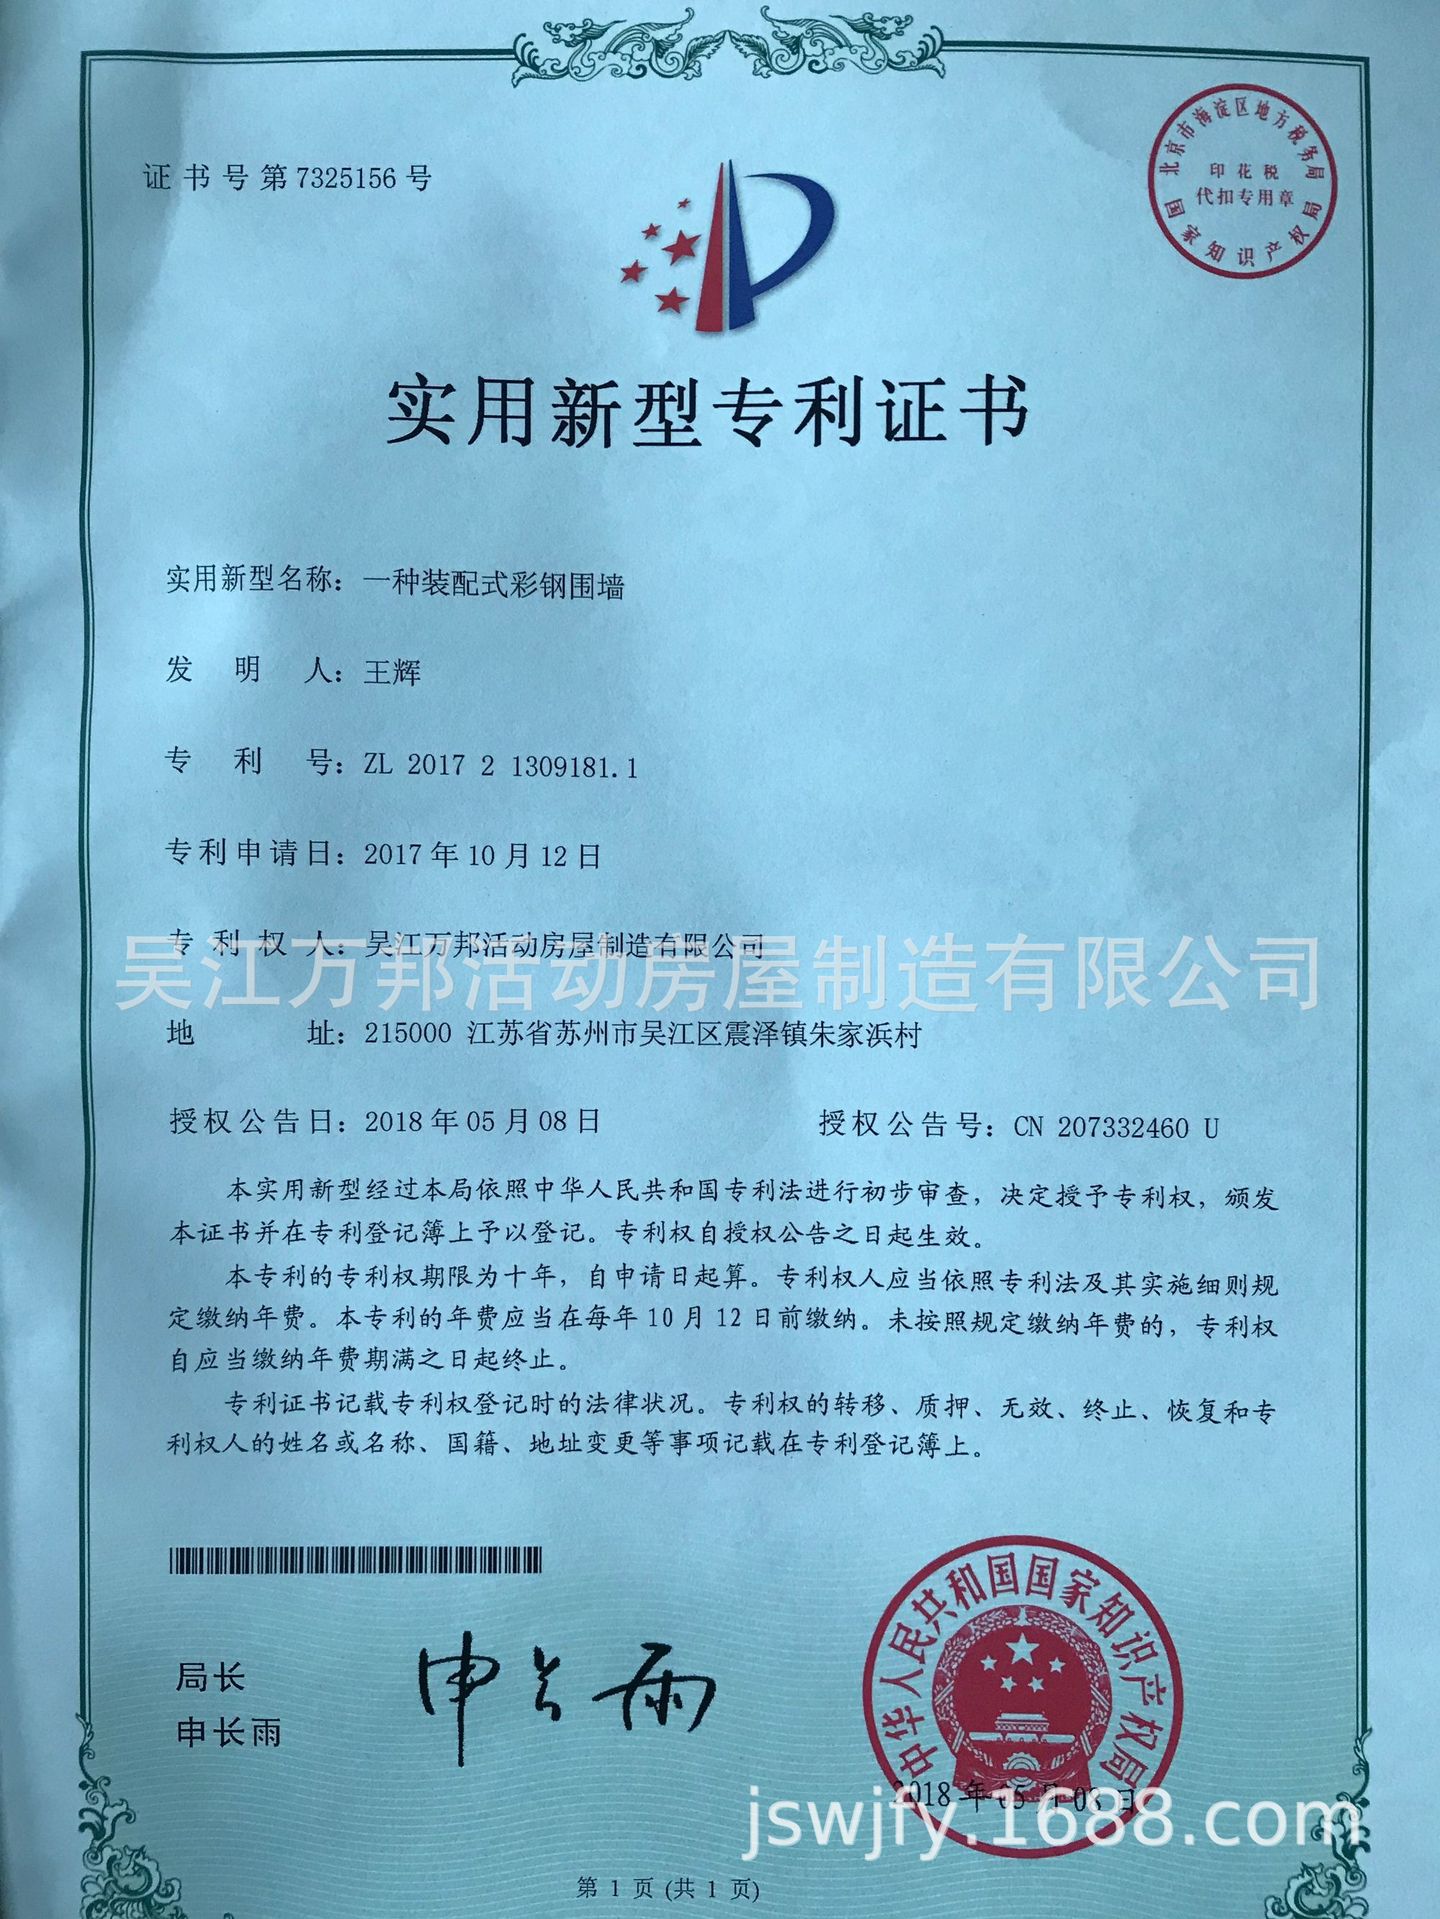 证书号第7325156号
北京市海淀区地方税务局
印花税
代扣专用章
国家知识产权局
实用新型专利证书
实用新型名称：一种装配式彩钢围墙
发明人：王辉
专利号：ZL 2017 2 1309181.1
专利申请日：2017年10月12日
专利权人：吴江万邦活动房屋制造有限公司
吴江万邦活动房屋制造有限公司
地址：215000 江苏省苏州市吴江区震泽镇朱家浜村
授权公告日：2018年05月08日 授权公告号：CN 207332460 U
本实用新型经过本局依照中华人民共和国专利法进行初步审查，决定授予专利权，颁发
本证书并在专利登记簿上予以登记。专利权自授权公告之日起生效。
本专利的专利权期限为十年，自申请日起算。专利权人应当依照专利法及其实施细则规
定缴纳年费。本专利的年费应当在每年10月12日前缴纳。未按照规定缴纳年费的，专利权
自应当缴纳年费期满之日起终止。
专利证书记载专利权登记时的法律状况。专利权的转移、质押、无效、终止、恢复和专
利权人的姓名或名称、国籍、地址变更等事项记载在专利登记簿上。
局长
申长雨
申长雨
中华人民共和国国家知识产权局
2018年05月08日
jswjfy.1688.com
第 1 页 (共 1 页)